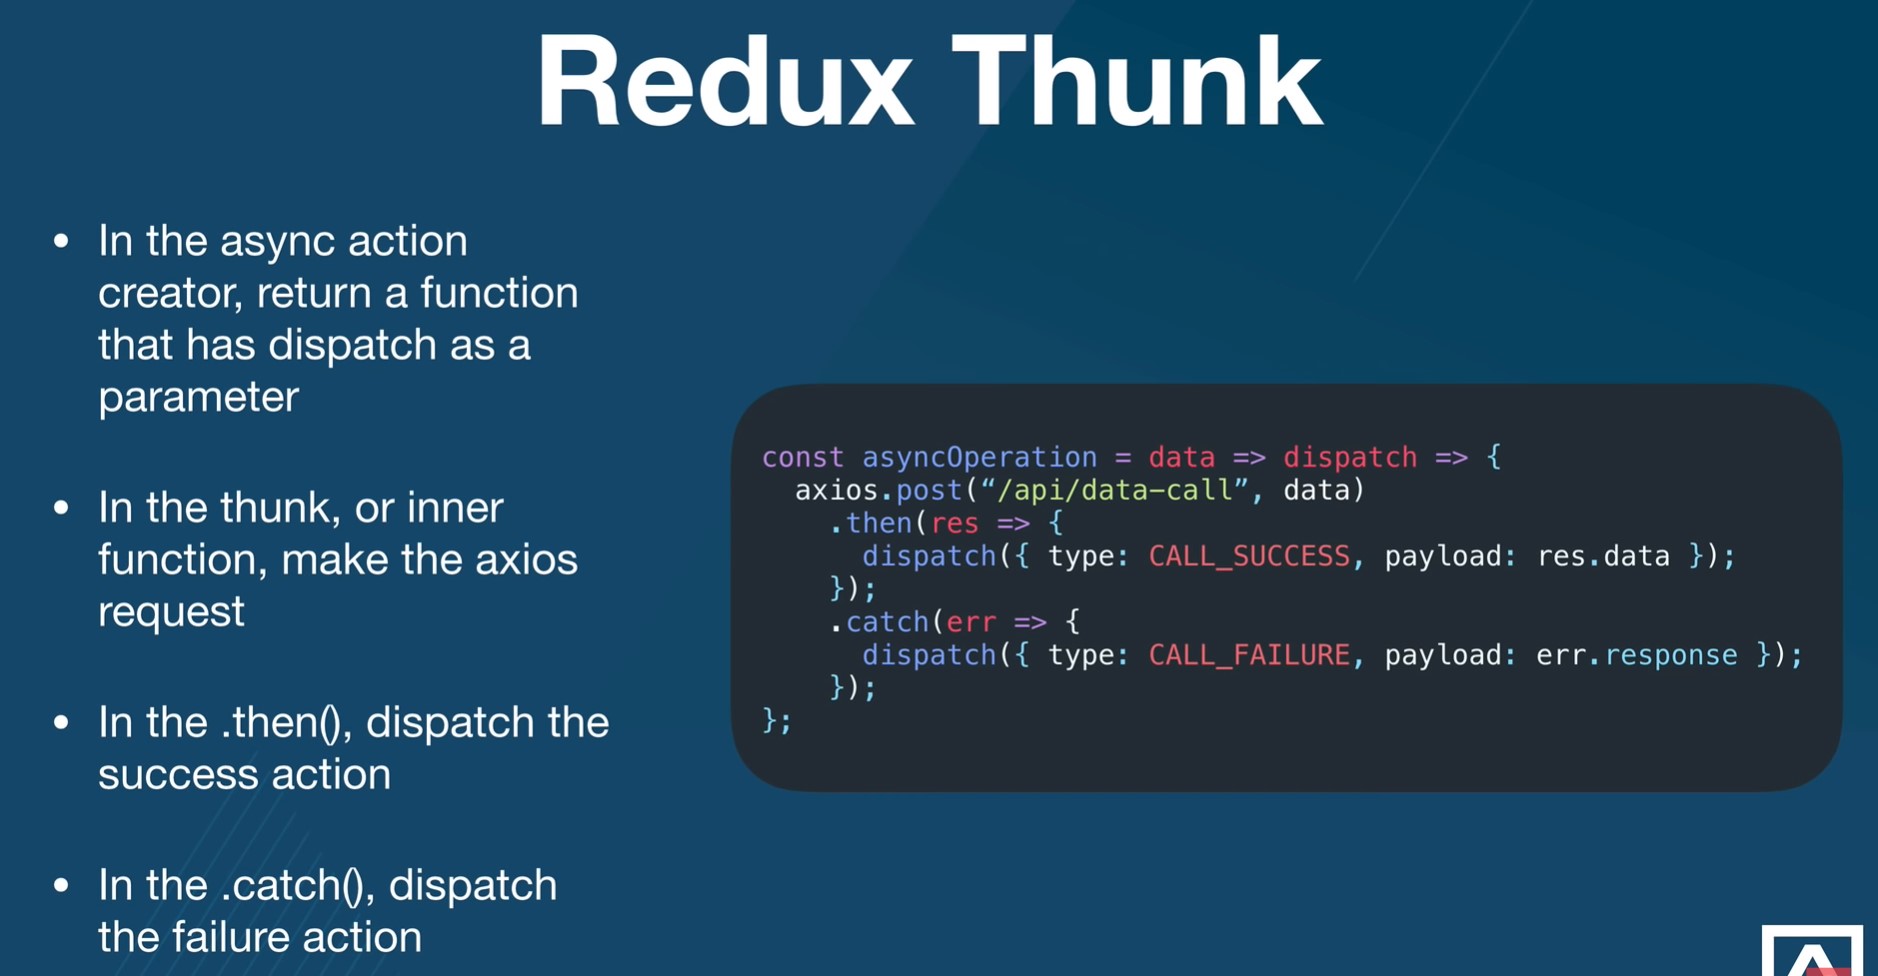 Redux Thunk
• In the async action
creator, return a function
that has dispatch as a
parameter
• In the thunk, or inner
function, make the axios
request
• In the .then(), dispatch the
success action
• In the .catch(), dispatch
the failure action
const asyncOperation = data => dispatch => {
  axios.post(“/api/data-call”, data)
    .then(res => {
      dispatch({ type: CALL_SUCCESS, payload: res.data });
    });
    .catch(err => {
      dispatch({ type: CALL_FAILURE, payload: err.response });
    });
};